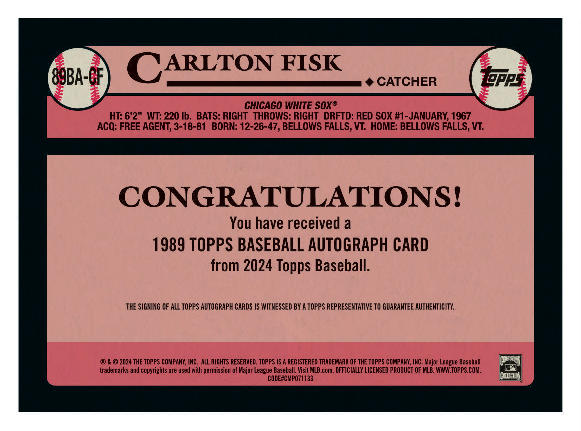 89BA-CF
CARLTON FISK
CATCHER
Topps
CHICAGO WHITE SOX®
HT: 6'2" WT: 220 lb. BATS: RIGHT THROWS: RIGHT DRFTD: RED SOX #1-JANUARY, 1967
ACQ: FREE AGENT, 3-18-81 BORN: 12-26-47, BELLOWS FALLS, VT. HOME: BELLOWS FALLS, VT.
CONGRATULATIONS!
You have received a
1989 TOPPS BASEBALL AUTOGRAPH CARD
from 2024 Topps Baseball.
THE SIGNING OF ALL TOPPS AUTOGRAPH CARDS IS WITNESSED BY A TOPPS REPRESENTATIVE TO GUARANTEE AUTHENTICITY.
® & © 2024 THE TOPPS COMPANY, INC. ALL RIGHTS RESERVED. TOPPS IS A REGISTERED TRADEMARK OF THE TOPPS COMPANY, INC. Major League Baseball
trademarks and copyrights are used with permission of Major League Baseball. Visit MLB.com. OFFICIALLY LICENSED PRODUCT OF MLB. WWW.TOPPS.COM.
CODE#CMP071133